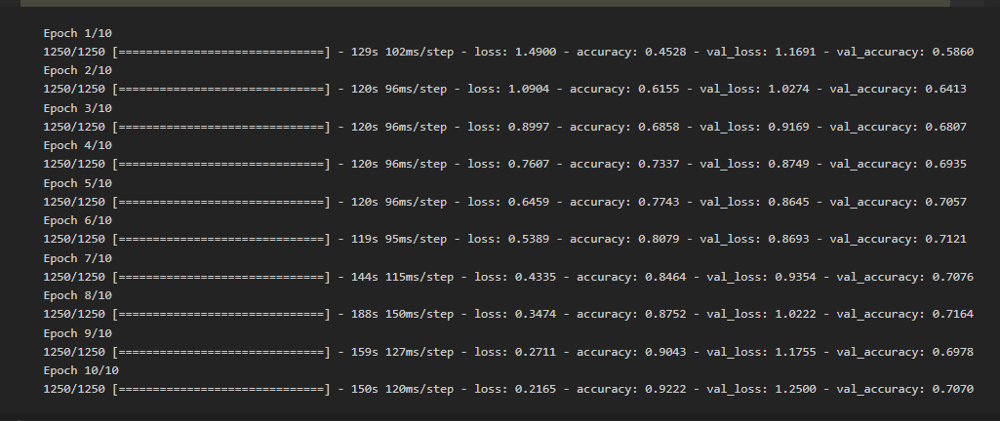 Epoch 1/10
1250/1250 [==============================] - 129s 102ms/step - loss: 1.4900 - accuracy: 0.4528 - val_loss: 1.1691 - val_accuracy: 0.5860
Epoch 2/10
1250/1250 [==============================] - 120s 96ms/step - loss: 1.0904 - accuracy: 0.6155 - val_loss: 1.0274 - val_accuracy: 0.6413
Epoch 3/10
1250/1250 [==============================] - 120s 96ms/step - loss: 0.8997 - accuracy: 0.6858 - val_loss: 0.9169 - val_accuracy: 0.6807
Epoch 4/10
1250/1250 [==============================] - 120s 96ms/step - loss: 0.7607 - accuracy: 0.7337 - val_loss: 0.8749 - val_accuracy: 0.6935
Epoch 5/10
1250/1250 [==============================] - 120s 96ms/step - loss: 0.6459 - accuracy: 0.7743 - val_loss: 0.8645 - val_accuracy: 0.7057
Epoch 6/10
1250/1250 [==============================] - 119s 95ms/step - loss: 0.5389 - accuracy: 0.8079 - val_loss: 0.8693 - val_accuracy: 0.7121
Epoch 7/10
1250/1250 [==============================] - 144s 115ms/step - loss: 0.4335 - accuracy: 0.8464 - val_loss: 0.9354 - val_accuracy: 0.7076
Epoch 8/10
1250/1250 [==============================] - 188s 150ms/step - loss: 0.3474 - accuracy: 0.8752 - val_loss: 1.0222 - val_accuracy: 0.7164
Epoch 9/10
1250/1250 [==============================] - 159s 127ms/step - loss: 0.2711 - accuracy: 0.9043 - val_loss: 1.1755 - val_accuracy: 0.6978
Epoch 10/10
1250/1250 [==============================] - 150s 120ms/step - loss: 0.2165 - accuracy: 0.9222 - val_loss: 1.2500 - val_accuracy: 0.7070